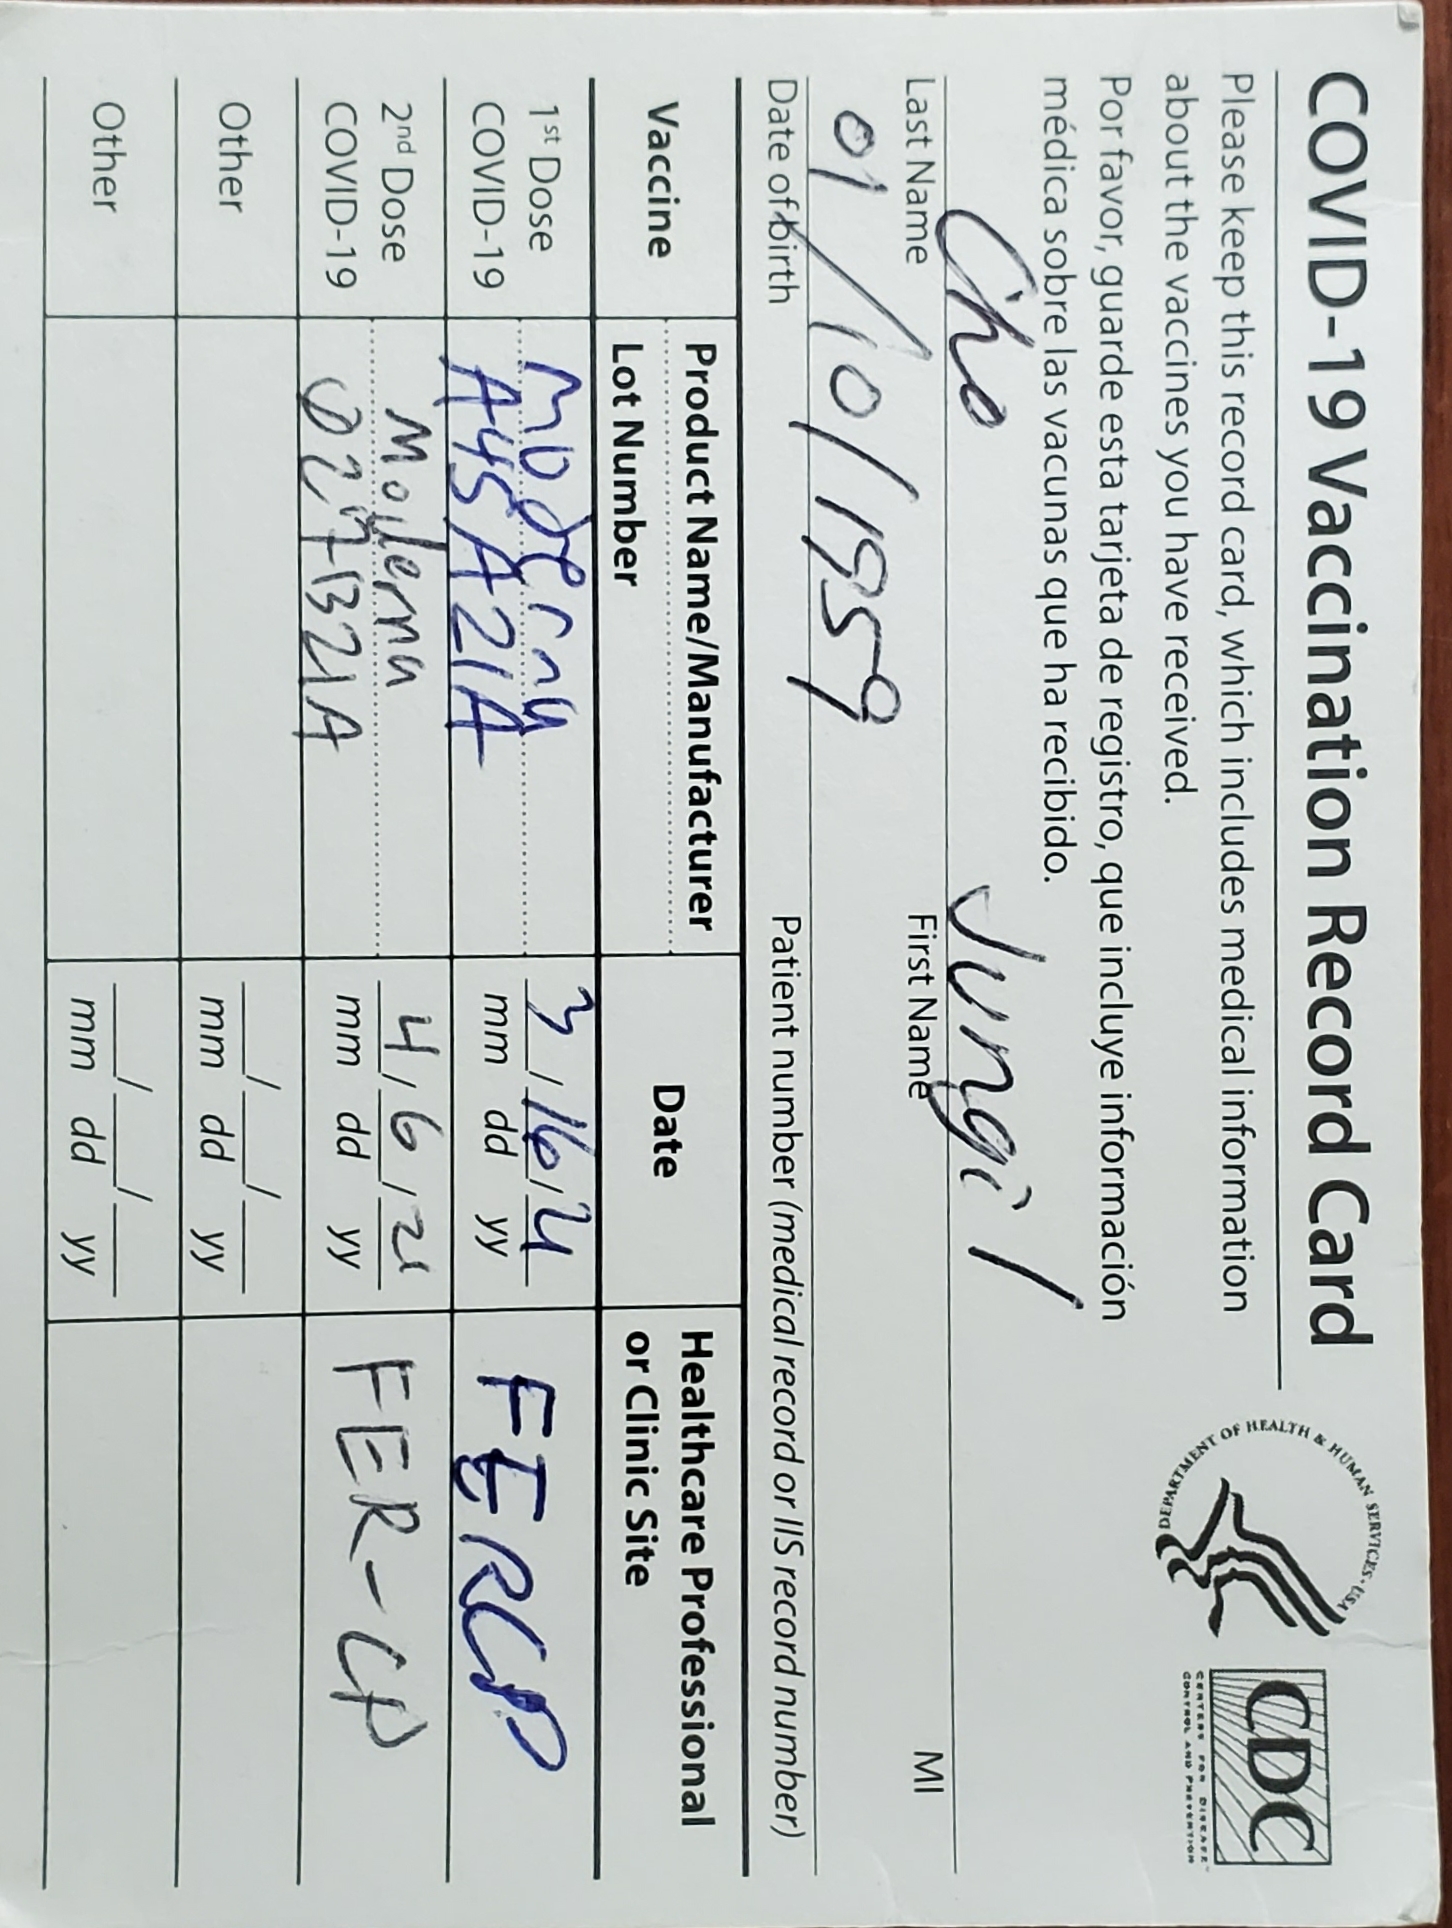 COVID-19 Vaccination Record Card
DEPARTMENT OF HEALTH & HUMAN SERVICES · USA
CDC
CENTERS FOR DISEASE
CONTROL AND PREVENTION
Please keep this record card, which includes medical information
about the vaccines you have received.
Por favor, guarde esta tarjeta de registro, que incluye información
médica sobre las vacunas que ha recibido.
Cho Jungil
Last Name First Name MI
01/10/1959
Date of birth Patient number (medical record or IIS record number)
Vaccine Product Name/Manufacturer Date Healthcare Professional
Lot Number or Clinic Site
1st Dose Moderna 3/16/21 FERCP
COVID-19 A45A21A mm dd yy
2nd Dose Moderna 4/6/21 FER-CP
COVID-19 027B21A mm dd yy
Other / /
mm dd yy
Other / /
mm dd yy